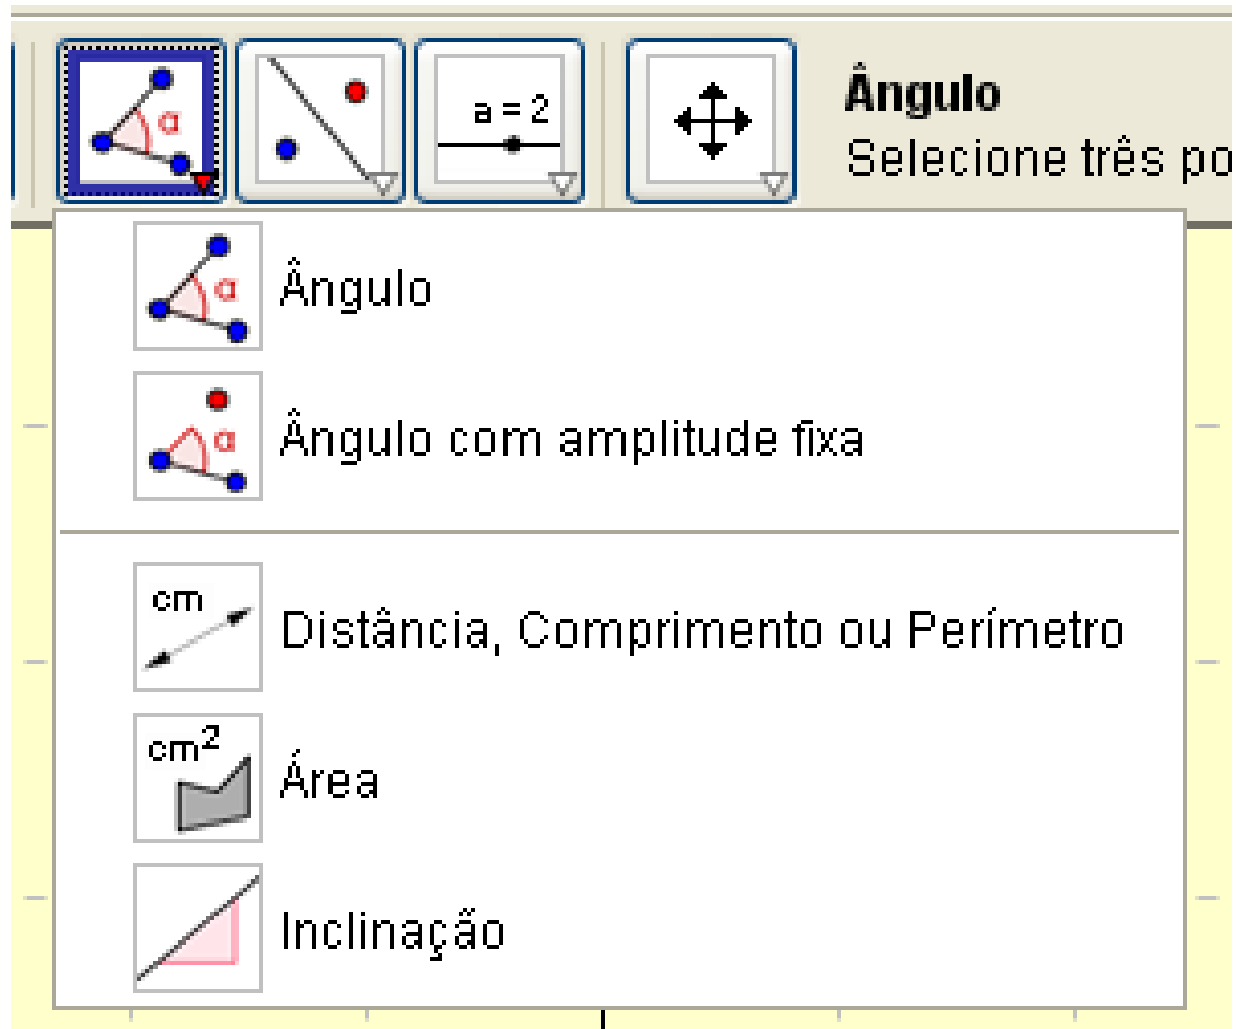 α
a = 2
Ângulo
Selecione três po
α
Ângulo
α
Ângulo com amplitude fixa
cm
Distância, Comprimento ou Perímetro
cm²
Área
Inclinação